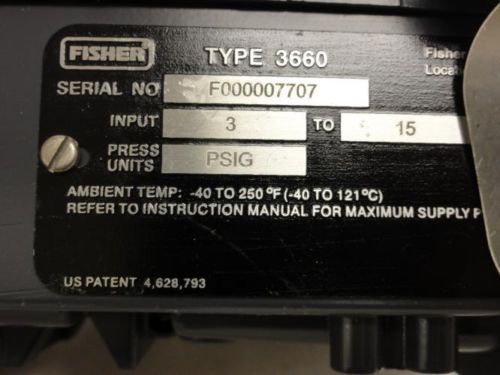 FISHER TYPE 3660 Fisher
SERIAL NO F000007707 Loca
INPUT 3 TO 15
PRESS UNITS PSIG
AMBIENT TEMP: -40 TO 250 °F (-40 TO 121°C)
REFER TO INSTRUCTION MANUAL FOR MAXIMUM SUPPLY
US PATENT 4,628,793